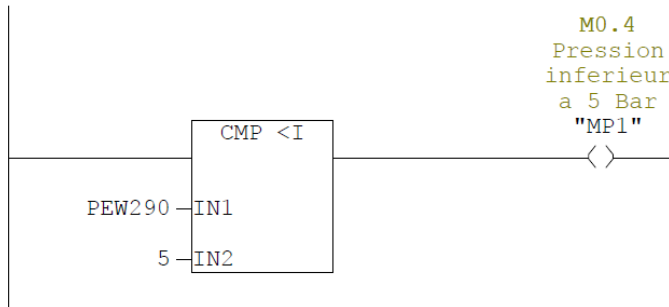 M0.4
Pression
inferieur
a 5 Bar
"MP1"
CMP <I
PEW290 IN1
5 IN2